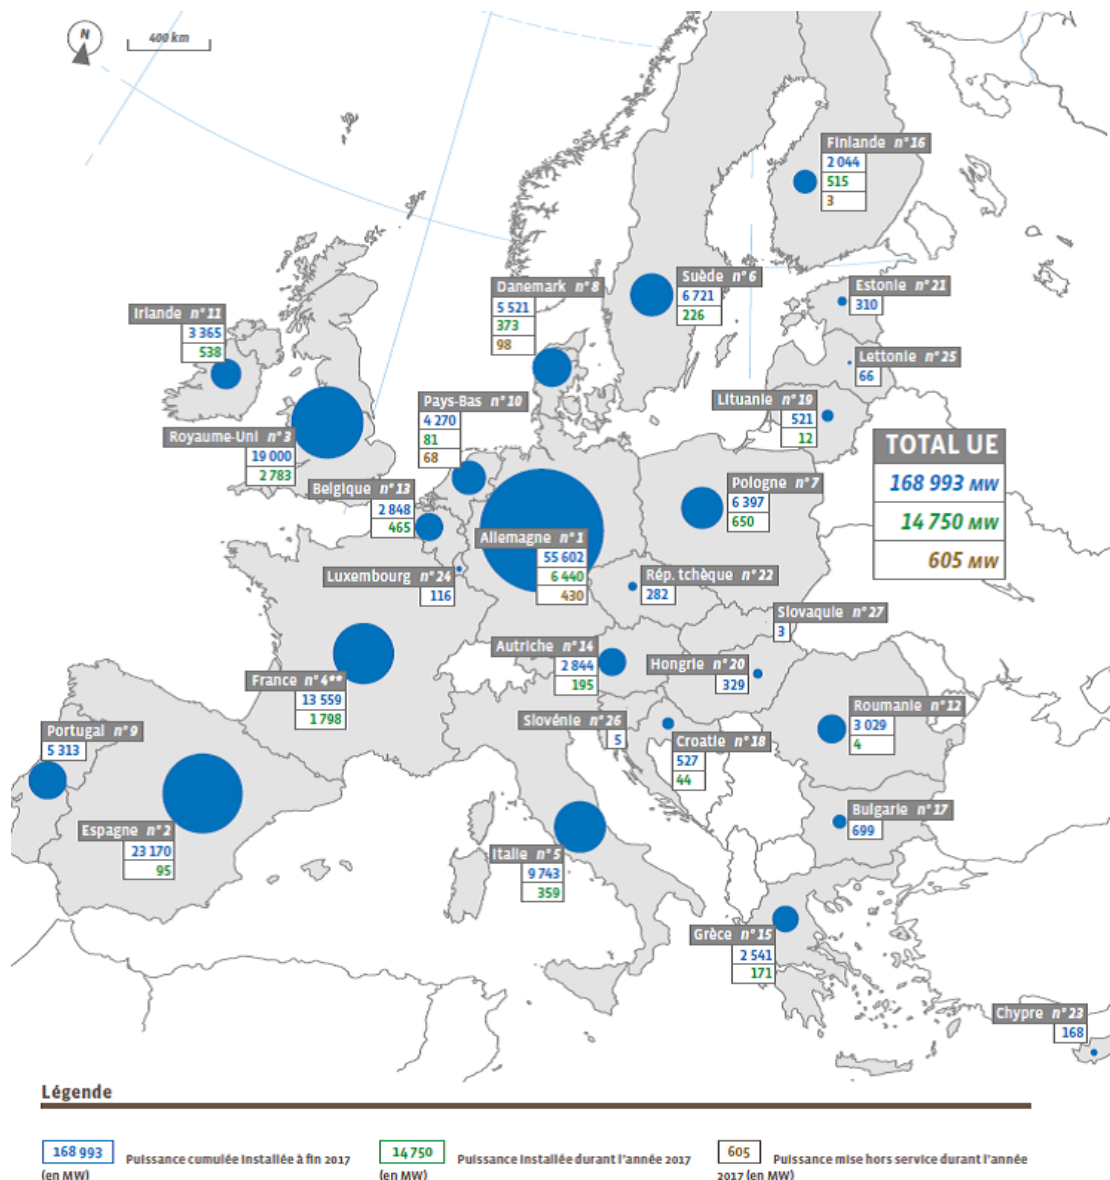 N
400 km
Finlande n°16
2 044
515
3
Suède n°6
6 721
226
Danemark n°8
5 521
373
98
Estonie n°21
310
Irlande n°11
3 365
538
Lettonie n°25
66
Pays-Bas n°10
4 270
81
68
Lituanie n°19
521
12
Royaume-Uni n°3
19 000
2 783
TOTAL UE
168 993 MW
14 750 MW
605 MW
Belgique n°13
2 848
465
Pologne n°7
6 397
650
Allemagne n°1
55 602
6 440
430
Luxembourg n°24
116
Rép. tchèque n°22
282
Slovaquie n°27
3
Autriche n°14
2 844
195
Hongrie n°20
329
France n°4**
13 559
1 798
Roumanie n°12
3 029
4
Slovénie n°26
5
Portugal n°9
5 313
Croatie n°18
527
44
Bulgarie n°17
699
Espagne n°2
23 170
95
Italie n°5
9 743
359
Grèce n°15
2 541
171
Chypre n°23
168
Légende
168 993 Puissance cumulée installée à fin 2017
(en MW)
14 750 Puissance installée durant l'année 2017
(en MW)
605 Puissance mise hors service durant l'année
2017 (en MW)